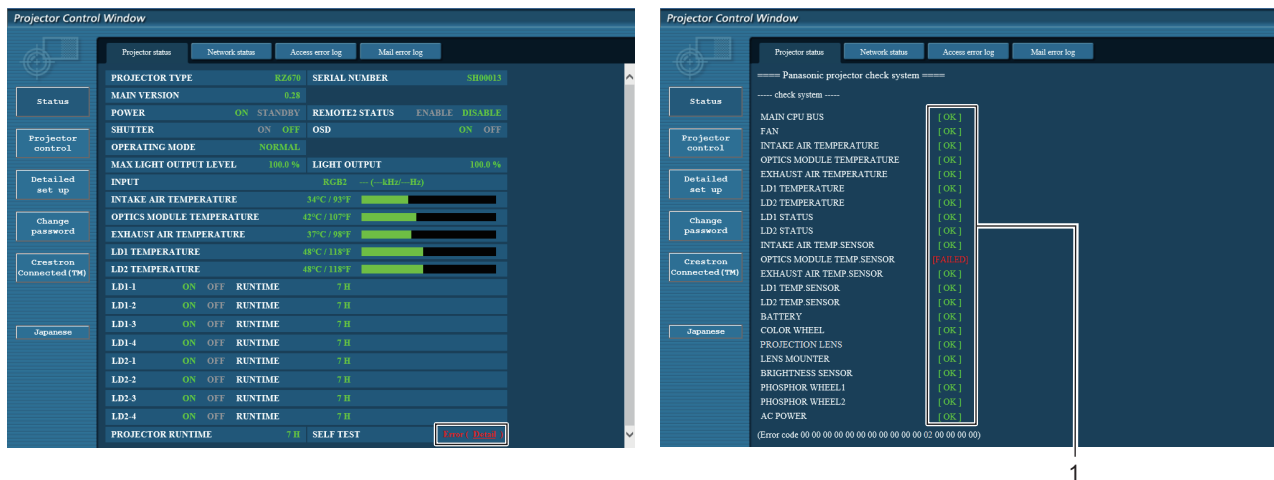 Projector Control Window
Projector status Network status Access error log Mail error log
Status
Projector control
Detailed set up
Change password
Crestron Connected(TM)
Japanese
PROJECTOR TYPE RZ670 SERIAL NUMBER SH00013
MAIN VERSION 0.28
POWER ON STANDBY REMOTE2 STATUS ENABLE DISABLE
SHUTTER ON OFF OSD ON OFF
OPERATING MODE NORMAL
MAX LIGHT OUTPUT LEVEL 100.0 % LIGHT OUTPUT 100.0 %
INPUT RGB2 — (—kHz/—Hz)
INTAKE AIR TEMPERATURE 34°C / 93°F
OPTICS MODULE TEMPERATURE 42°C / 107°F
EXHAUST AIR TEMPERATURE 37°C / 98°F
LD1 TEMPERATURE 48°C / 118°F
LD2 TEMPERATURE 48°C / 118°F
LD1-1 ON OFF RUNTIME 7 H
LD1-2 ON OFF RUNTIME 7 H
LD1-3 ON OFF RUNTIME 7 H
LD1-4 ON OFF RUNTIME 7 H
LD2-1 ON OFF RUNTIME 7 H
LD2-2 ON OFF RUNTIME 7 H
LD2-3 ON OFF RUNTIME 7 H
LD2-4 ON OFF RUNTIME 7 H
PROJECTOR RUNTIME 7 H SELF TEST Error ( Detail )
Projector Control Window
Projector status Network status Access error log Mail error log
Status
Projector control
Detailed set up
Change password
Crestron Connected(TM)
Japanese
==== Panasonic projector check system ====
----- check system -----
MAIN CPU BUS [ OK ]
FAN [ OK ]
INTAKE AIR TEMPERATURE [ OK ]
OPTICS MODULE TEMPERATURE [ OK ]
EXHAUST AIR TEMPERATURE [ OK ]
LD1 TEMPERATURE [ OK ]
LD2 TEMPERATURE [ OK ]
LD1 STATUS [ OK ]
LD2 STATUS [ OK ]
INTAKE AIR TEMP.SENSOR [ OK ]
OPTICS MODULE TEMP.SENSOR [FAILED]
EXHAUST AIR TEMP.SENSOR [ OK ]
LD1 TEMP.SENSOR [ OK ]
LD2 TEMP.SENSOR [ OK ]
BATTERY [ OK ]
COLOR WHEEL [ OK ]
PROJECTION LENS [ OK ]
LENS MOUNTER [ OK ]
BRIGHTNESS SENSOR [ OK ]
PHOSPHOR WHEEL1 [ OK ]
PHOSPHOR WHEEL2 [ OK ]
AC POWER [ OK ]
(Error code 00 00 00 00 00 00 00 00 00 00 00 02 00 00 00 00)
1